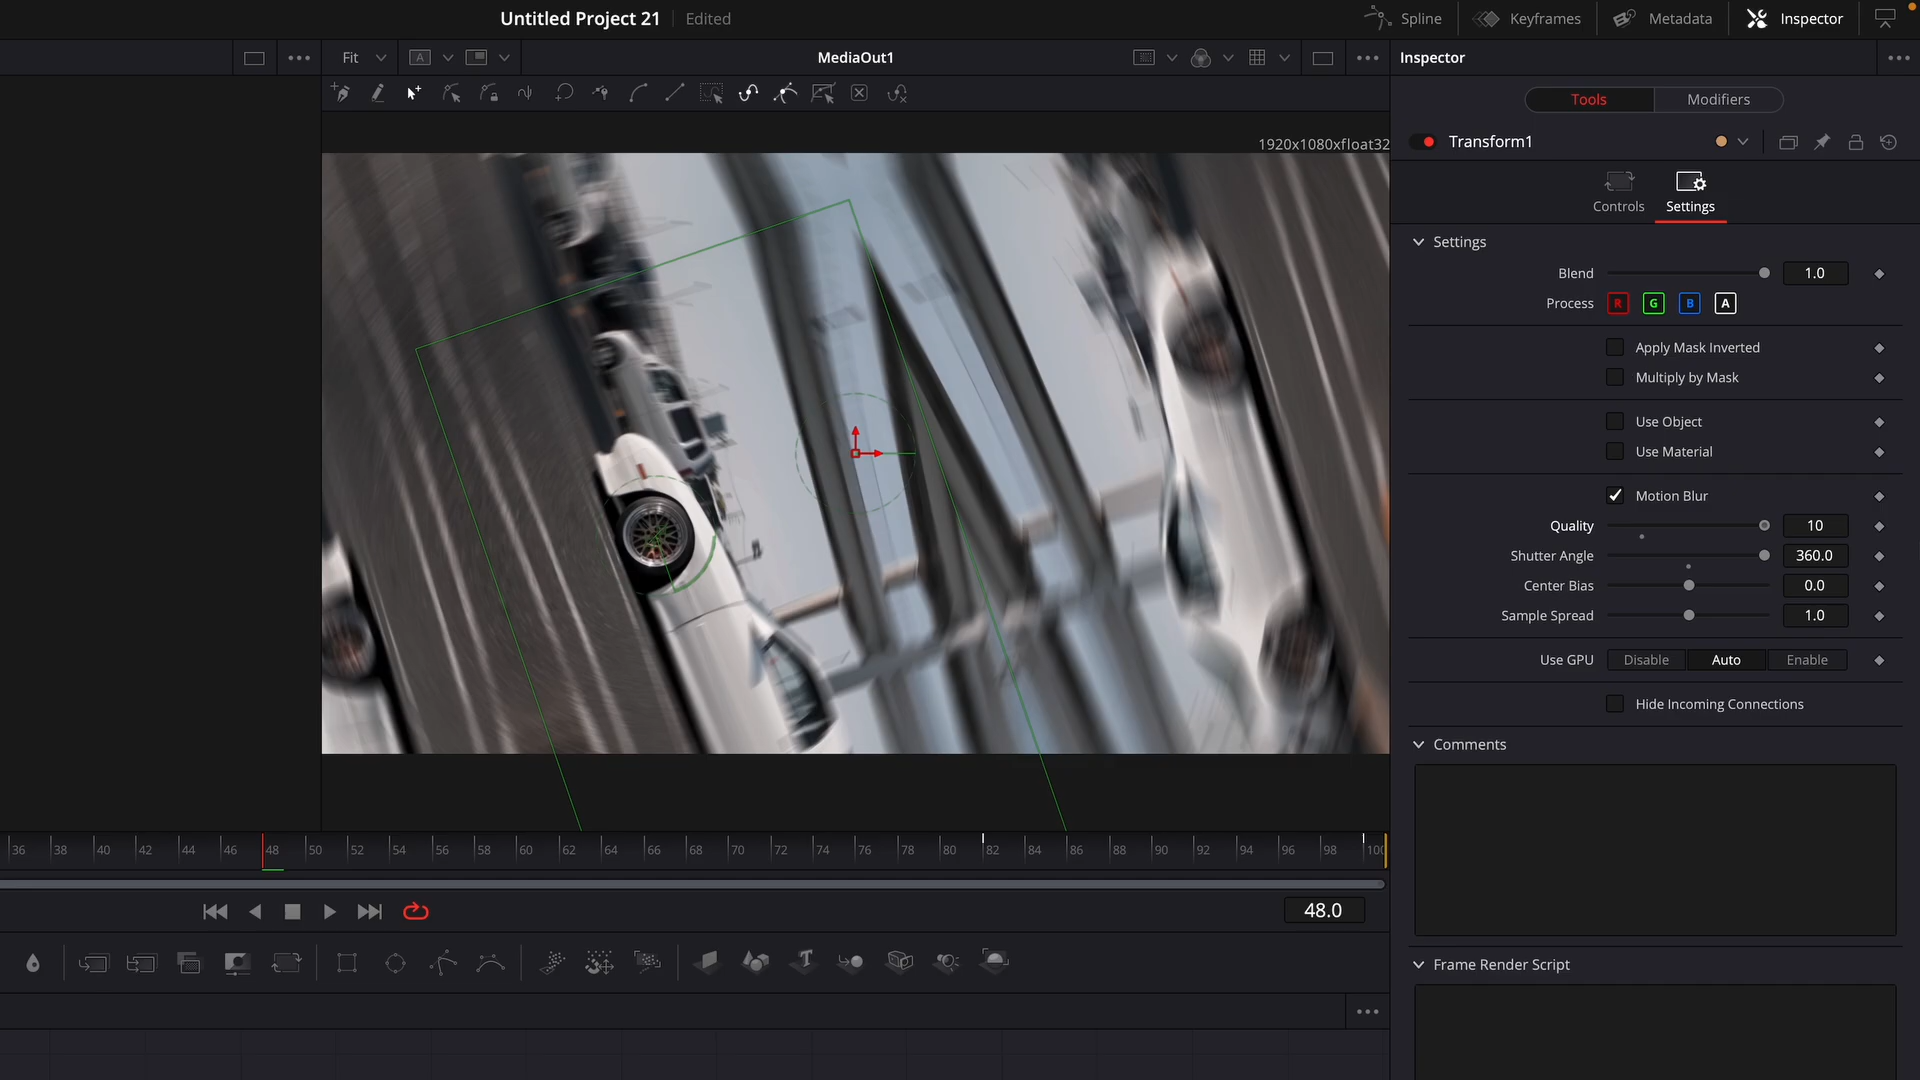 Untitled Project 21 Edited
Spline Keyframes Metadata Inspector
Fit A MediaOut1 Inspector
Tools Modifiers
1920x1080xfloat32
Transform1
Controls Settings
Settings
Blend 1.0
Process R G B A
Apply Mask Inverted
Multiply by Mask
Use Object
Use Material
Motion Blur
Quality 10
Shutter Angle 360.0
Center Bias 0.0
Sample Spread 1.0
Use GPU Disable Auto Enable
Hide Incoming Connections
Comments
36 38 40 42 44 46 48 50 52 54 56 58 60 62 64 66 68 70 72 74 76 78 80 82 84 86 88 90 92 94 96 98 100
48.0
T
Frame Render Script